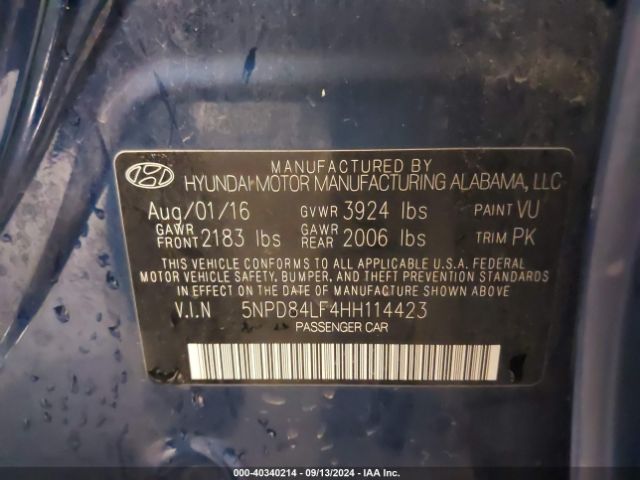 MANUFACTURED BY
HYUNDAI MOTOR MANUFACTURING ALABAMA, LLC
Aug/01/16 GVWR 3924 lbs PAINT VU
GAWR FRONT 2183 lbs GAWR REAR 2006 lbs TRIM PK
THIS VEHICLE CONFORMS TO ALL APPLICABLE U.S.A. FEDERAL
MOTOR VEHICLE SAFETY, BUMPER, AND THEFT PREVENTION STANDARDS
IN EFFECT ON THE DATE OF MANUFACTURE SHOWN ABOVE
V.I.N 5NPD84LF4HH114423
PASSENGER CAR
000-40340214 - 09/13/2024 - IAA Inc.